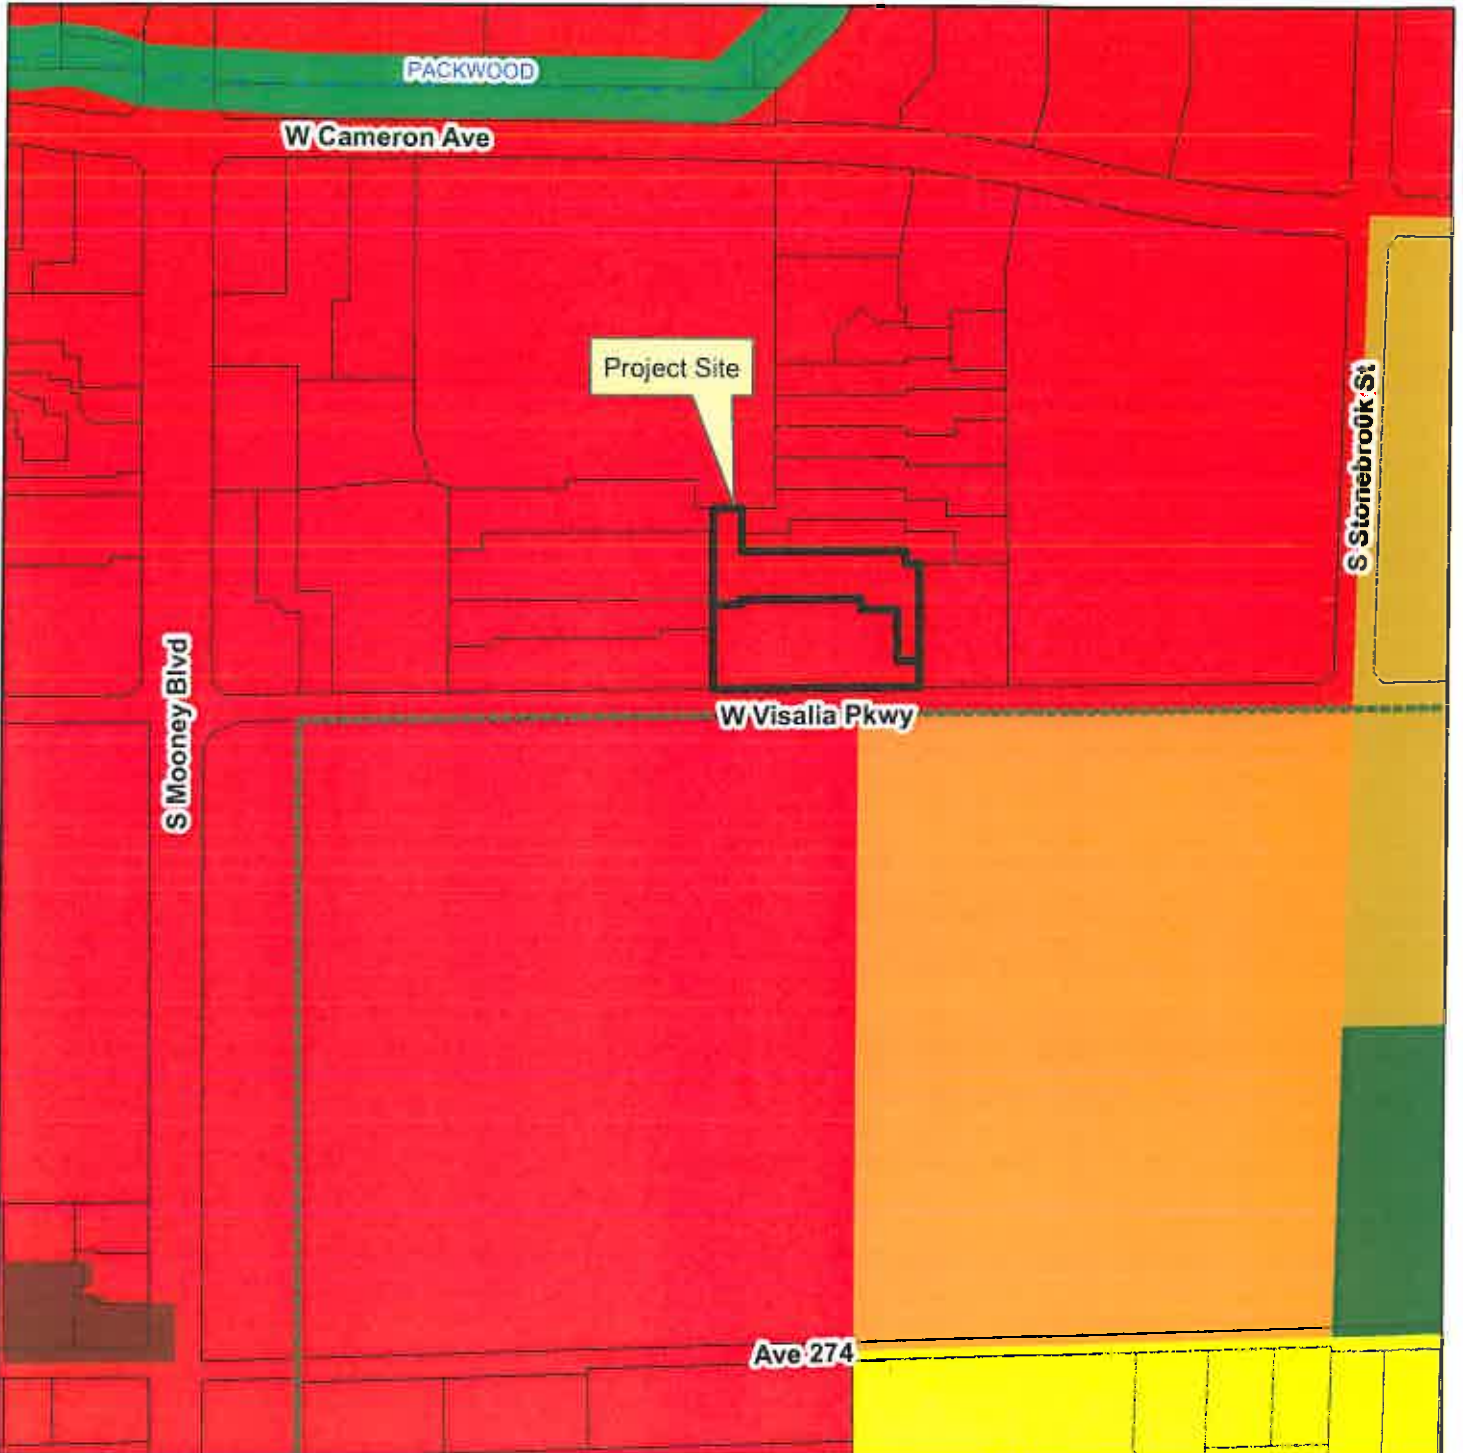 PACKWOOD
W Cameron Ave
Project Site
S Stonebrook St
S Mooney Blvd
W Visalia Pkwy
Ave 274